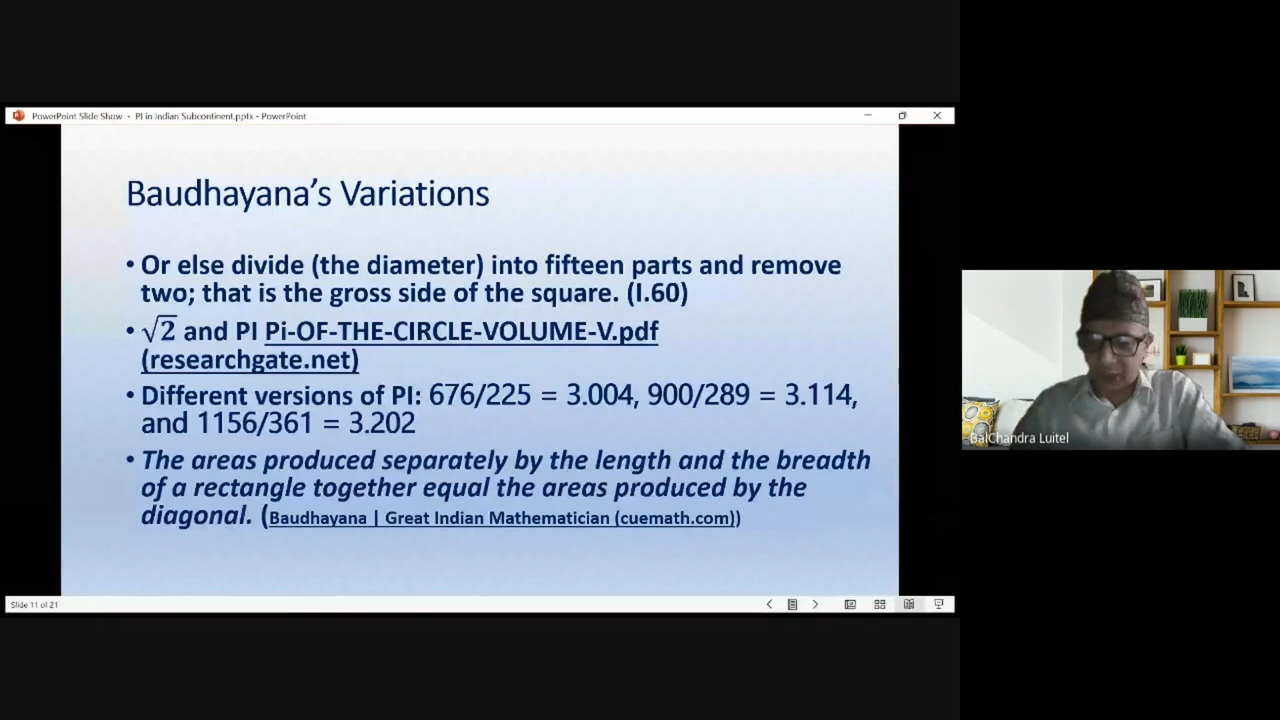 PowerPoint Slide Show - PI in Indian Subcontinent.pptx - PowerPoint
Baudhayana's Variations
• Or else divide (the diameter) into fifteen parts and remove
two; that is the gross side of the square. (I.60)
• √2 and PI Pi-OF-THE-CIRCLE-VOLUME-V.pdf
(researchgate.net)
• Different versions of PI: 676/225 = 3.004, 900/289 = 3.114,
and 1156/361 = 3.202
• The areas produced separately by the length and the breadth
of a rectangle together equal the areas produced by the
diagonal. (Baudhayana | Great Indian Mathematician (cuemath.com))
Slide 11 of 21
BalChandra Luitel